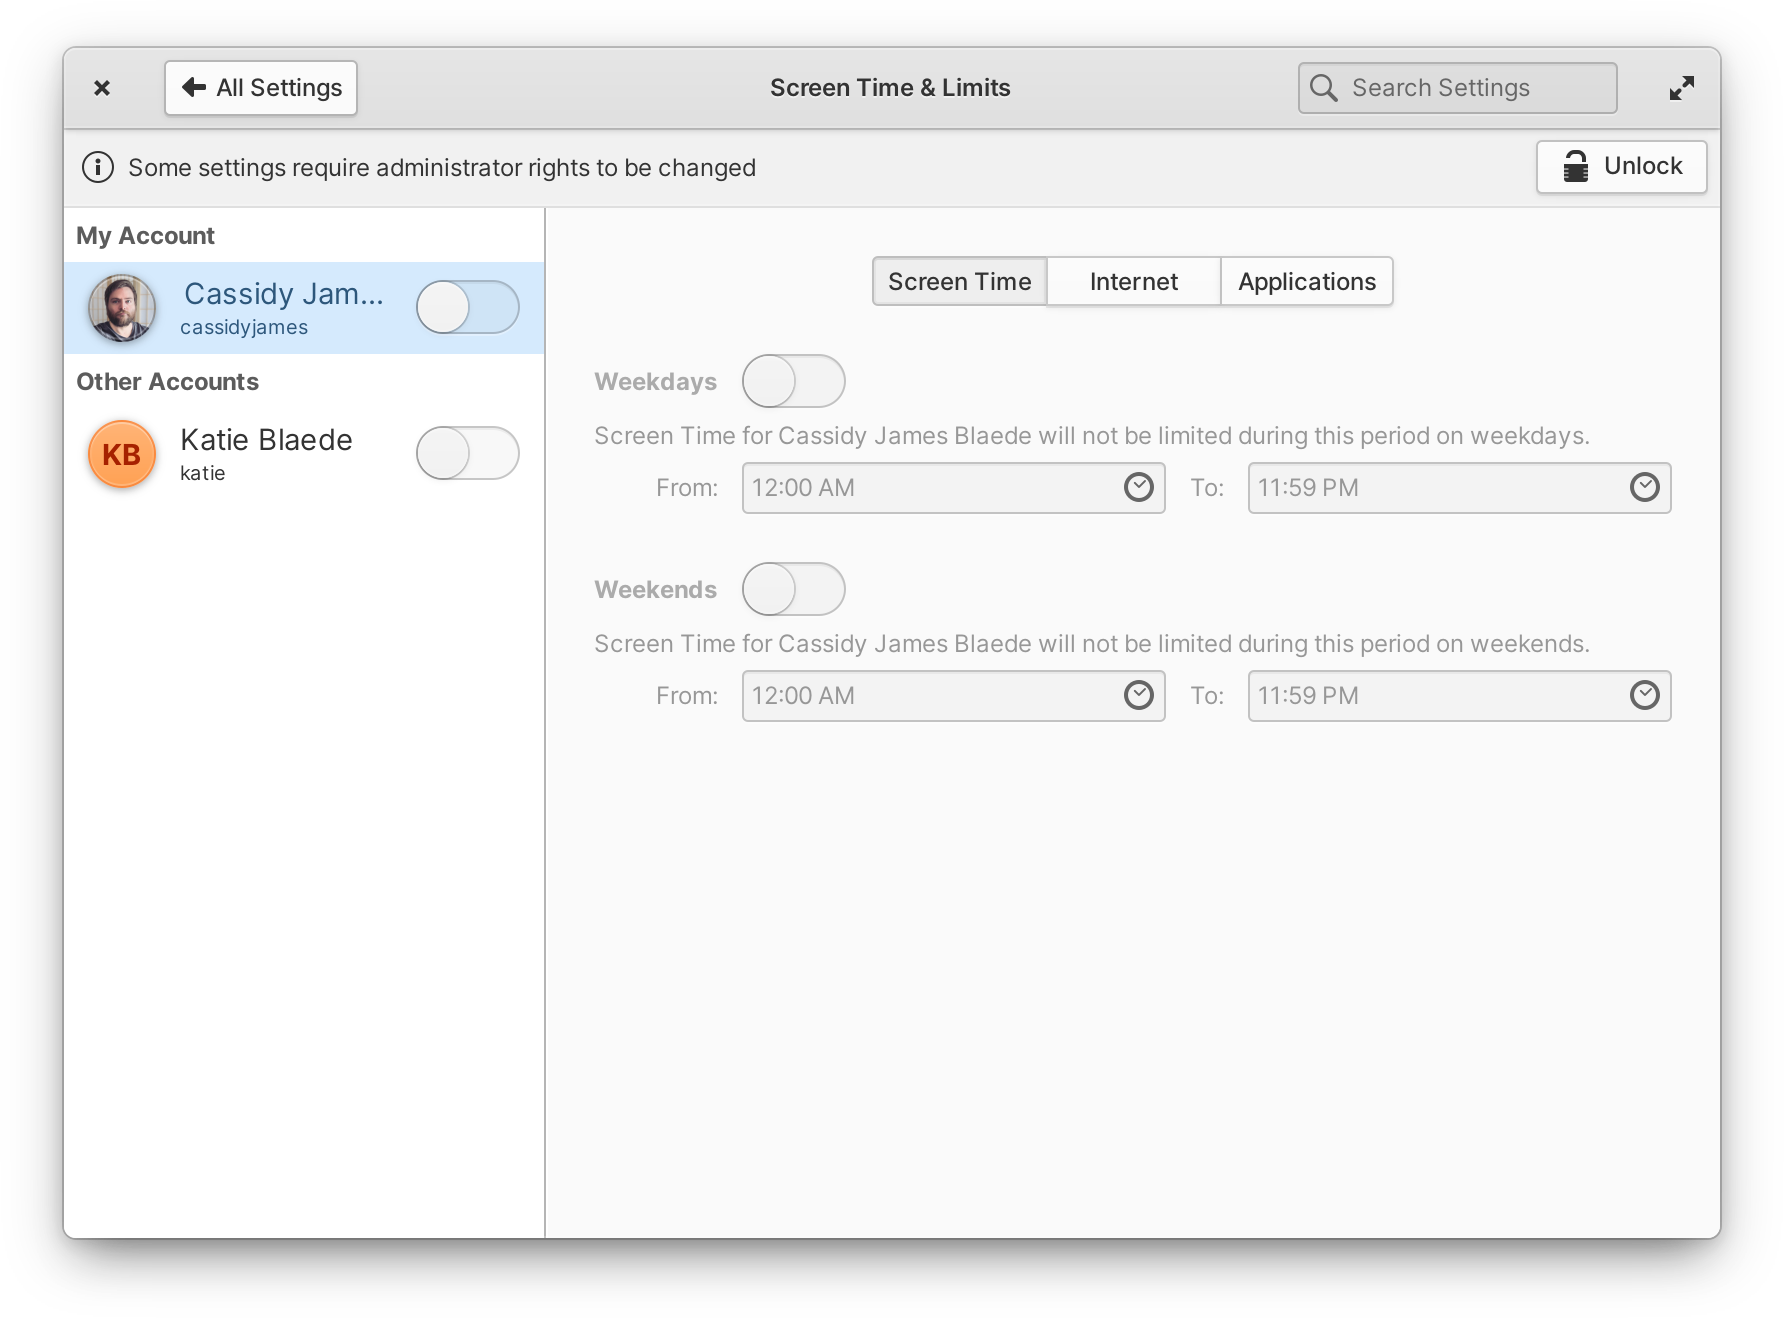 All Settings
Screen Time & Limits
Search Settings
Some settings require administrator rights to be changed
Unlock
My Account
Cassidy Jam...
cassidyjames
Other Accounts
KB
Katie Blaede
katie
Screen Time
Internet
Applications
Weekdays
Screen Time for Cassidy James Blaede will not be limited during this period on weekdays.
From: 12:00 AM To: 11:59 PM
Weekends
Screen Time for Cassidy James Blaede will not be limited during this period on weekends.
From: 12:00 AM To: 11:59 PM